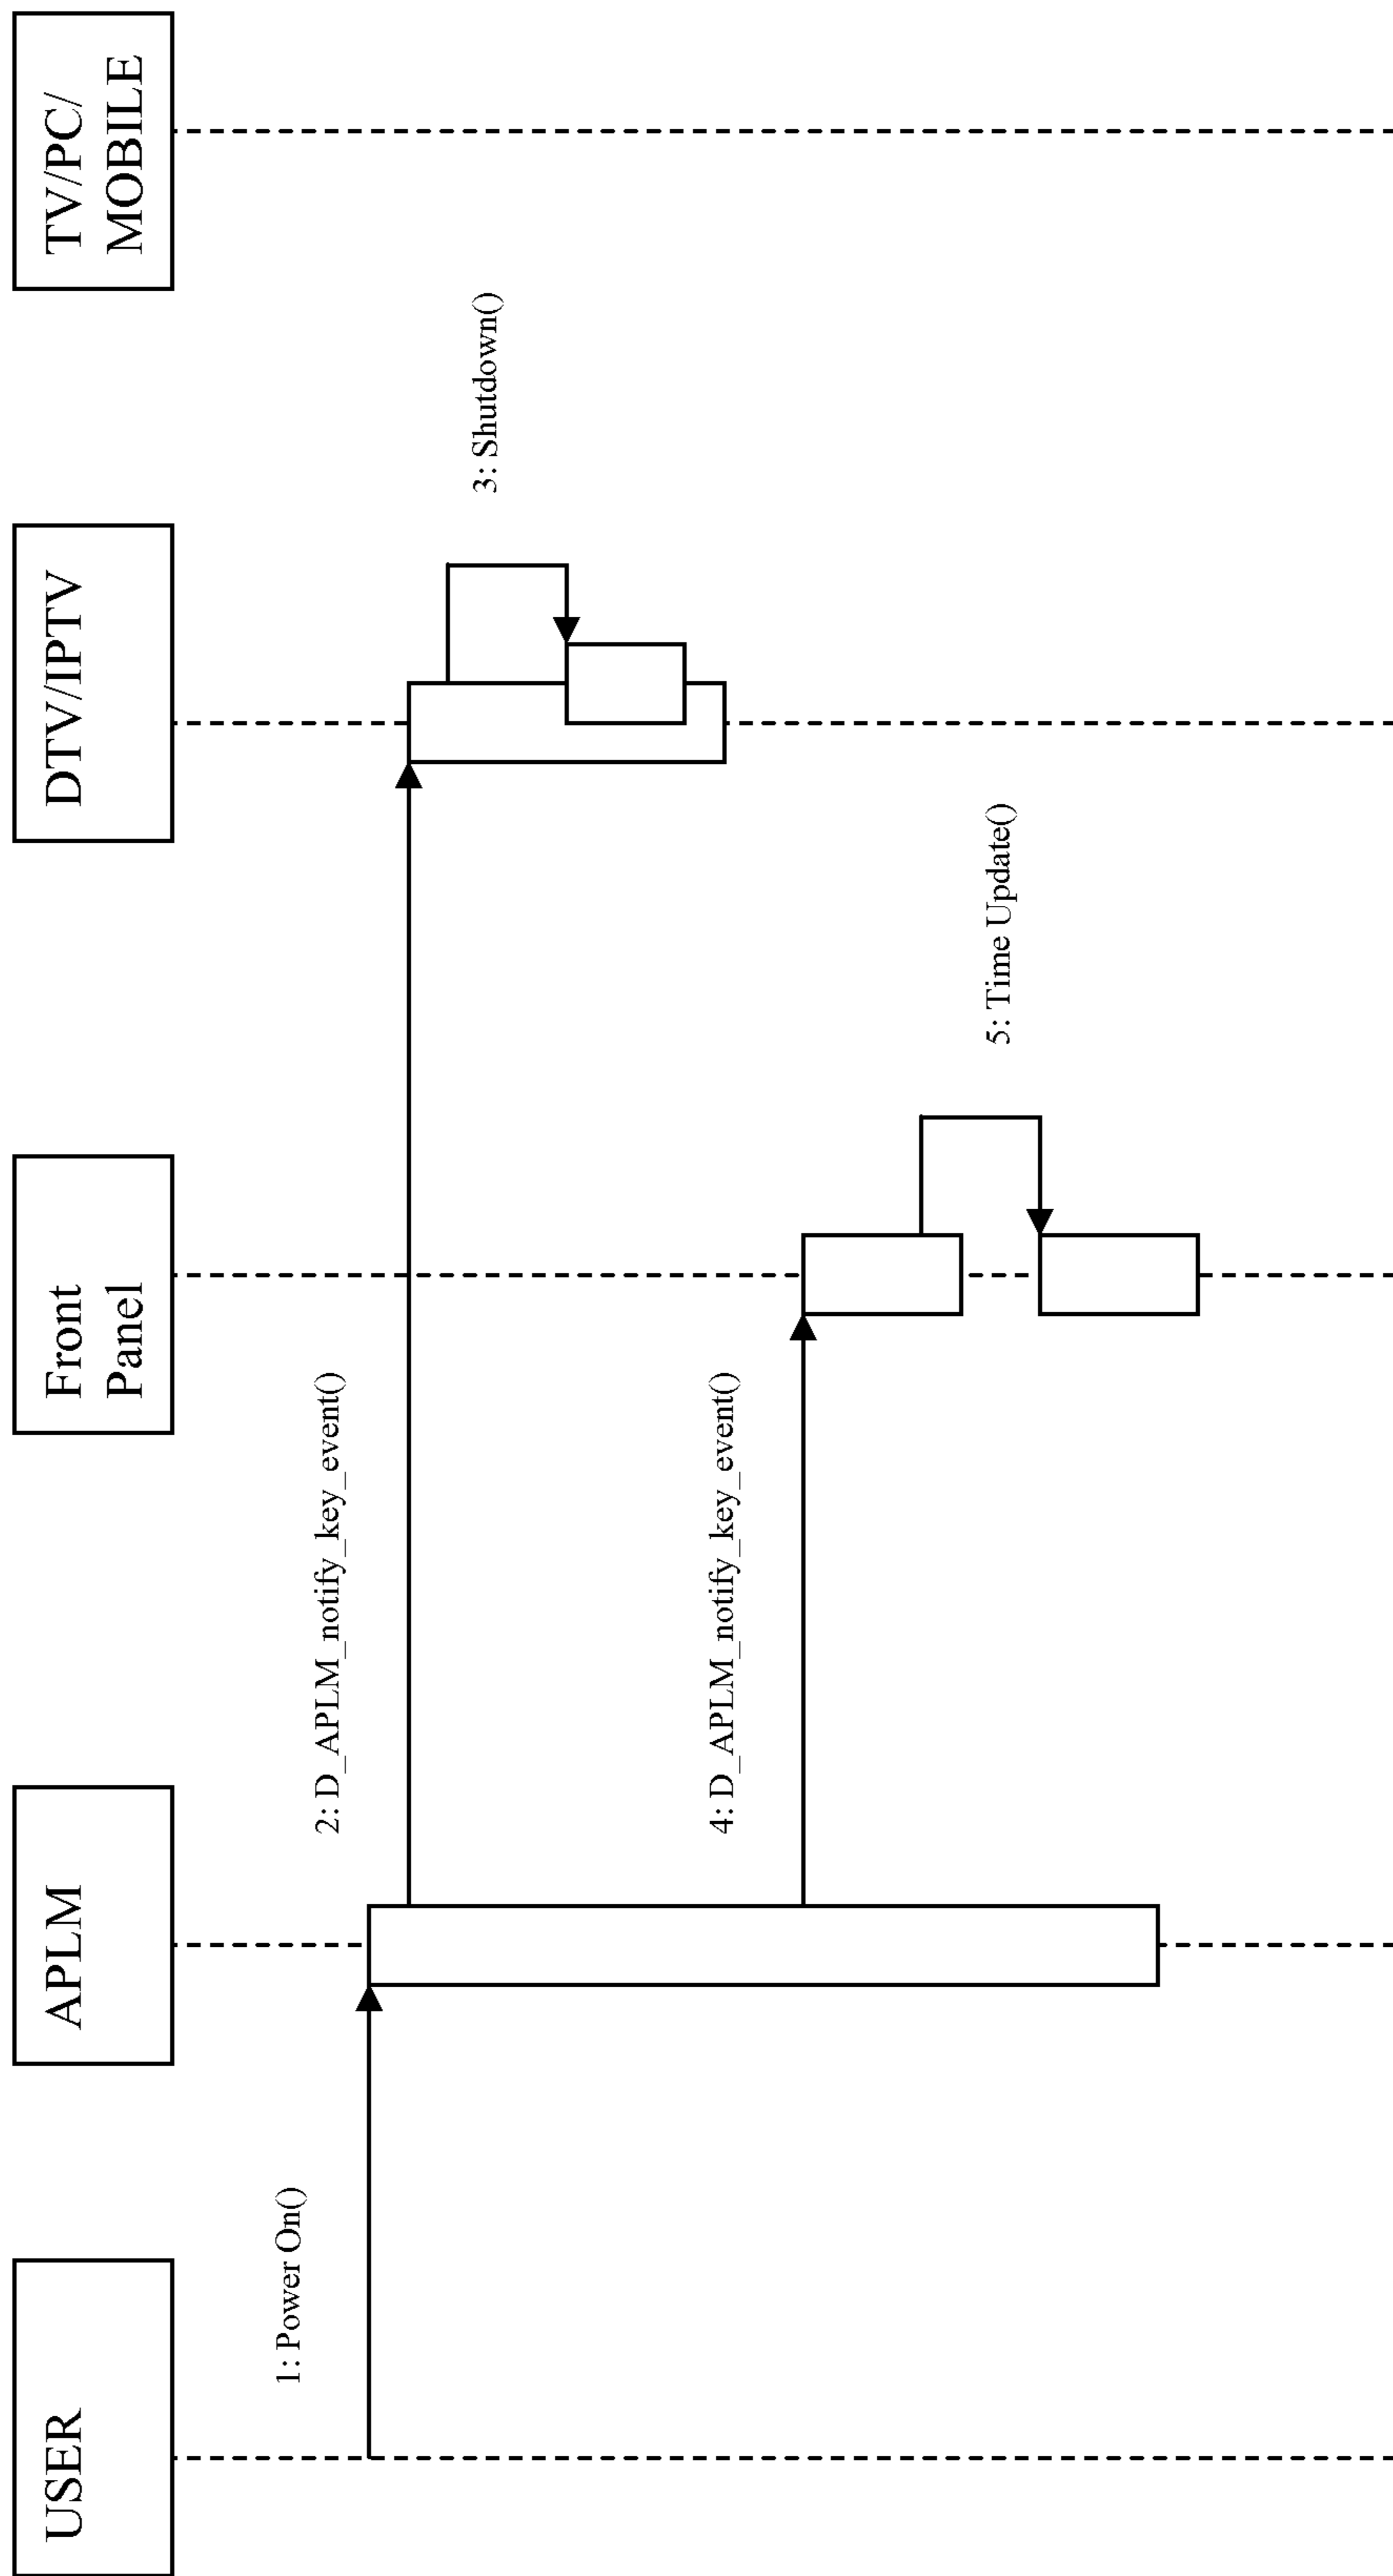 USER
APLM
Front
Panel
DTV/IPTV
TV/PC/
MOBILE
1: Power On()
2: D_APLM_notify_key_event()
3: Shutdown()
4: D_APLM_notify_key_event()
5: Time Update()